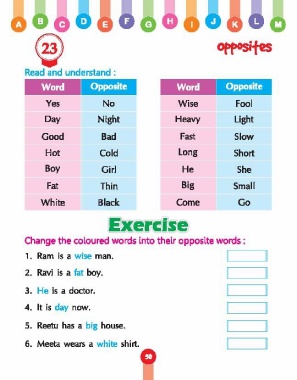 A B C D E F G H I J K L M
23
opposites
Read and understand :
Word Opposite
Yes No
Day Night
Good Bad
Hot Cold
Boy Girl
Fat Thin
White Black
Word Opposite
Wise Fool
Heavy Light
Fast Slow
Long Short
He She
Big Small
Come Go
Exercise
Change the coloured words into their opposite words :
1. Ram is a wise man.
2. Ravi is a fat boy.
3. He is a doctor.
4. It is day now.
5. Reetu has a big house.
6. Meeta wears a white shirt.
50